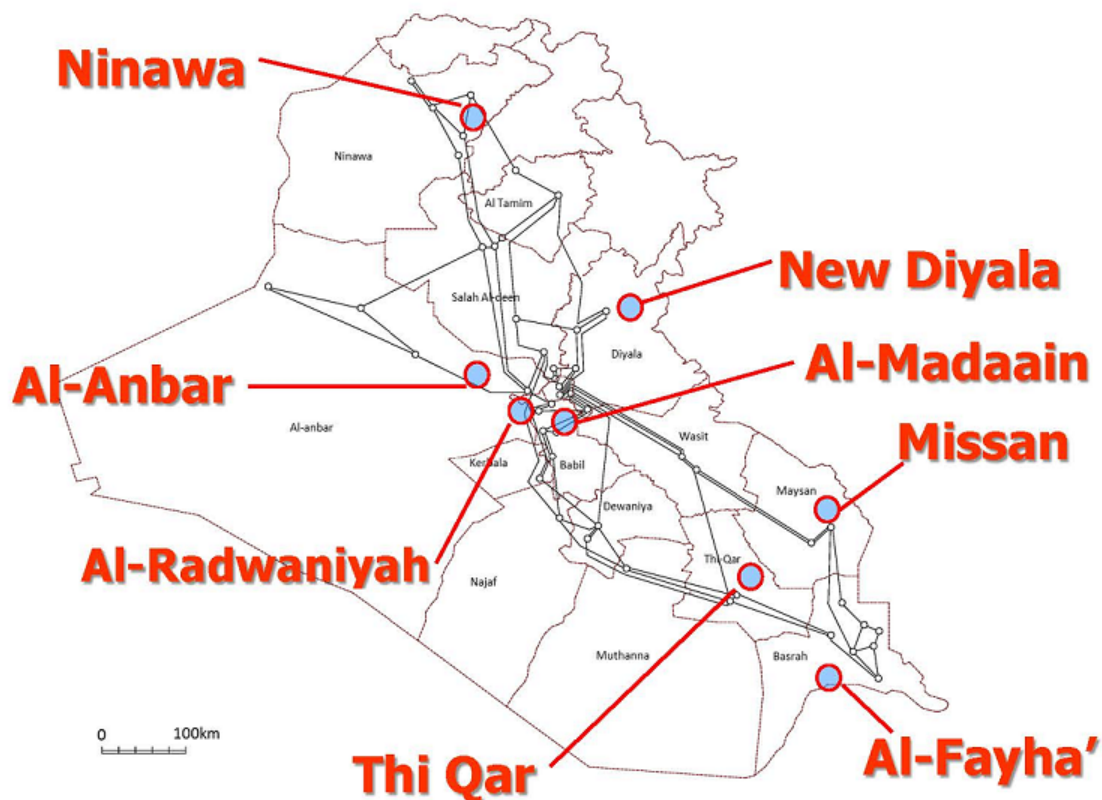 Ninawa
Ninawa
Al Tamim
New Diyala
Salah Al-deen
Diyala
Al-Madaain
Al-Anbar
Al-anbar
Wasit
Missan
Kerbala
Babil
Maysan
Dewaniya
Al-Radwaniyah
Thi-Qar
Najaf
Muthanna
Basrah
0 100km
Thi Qar
Al-Fayha’